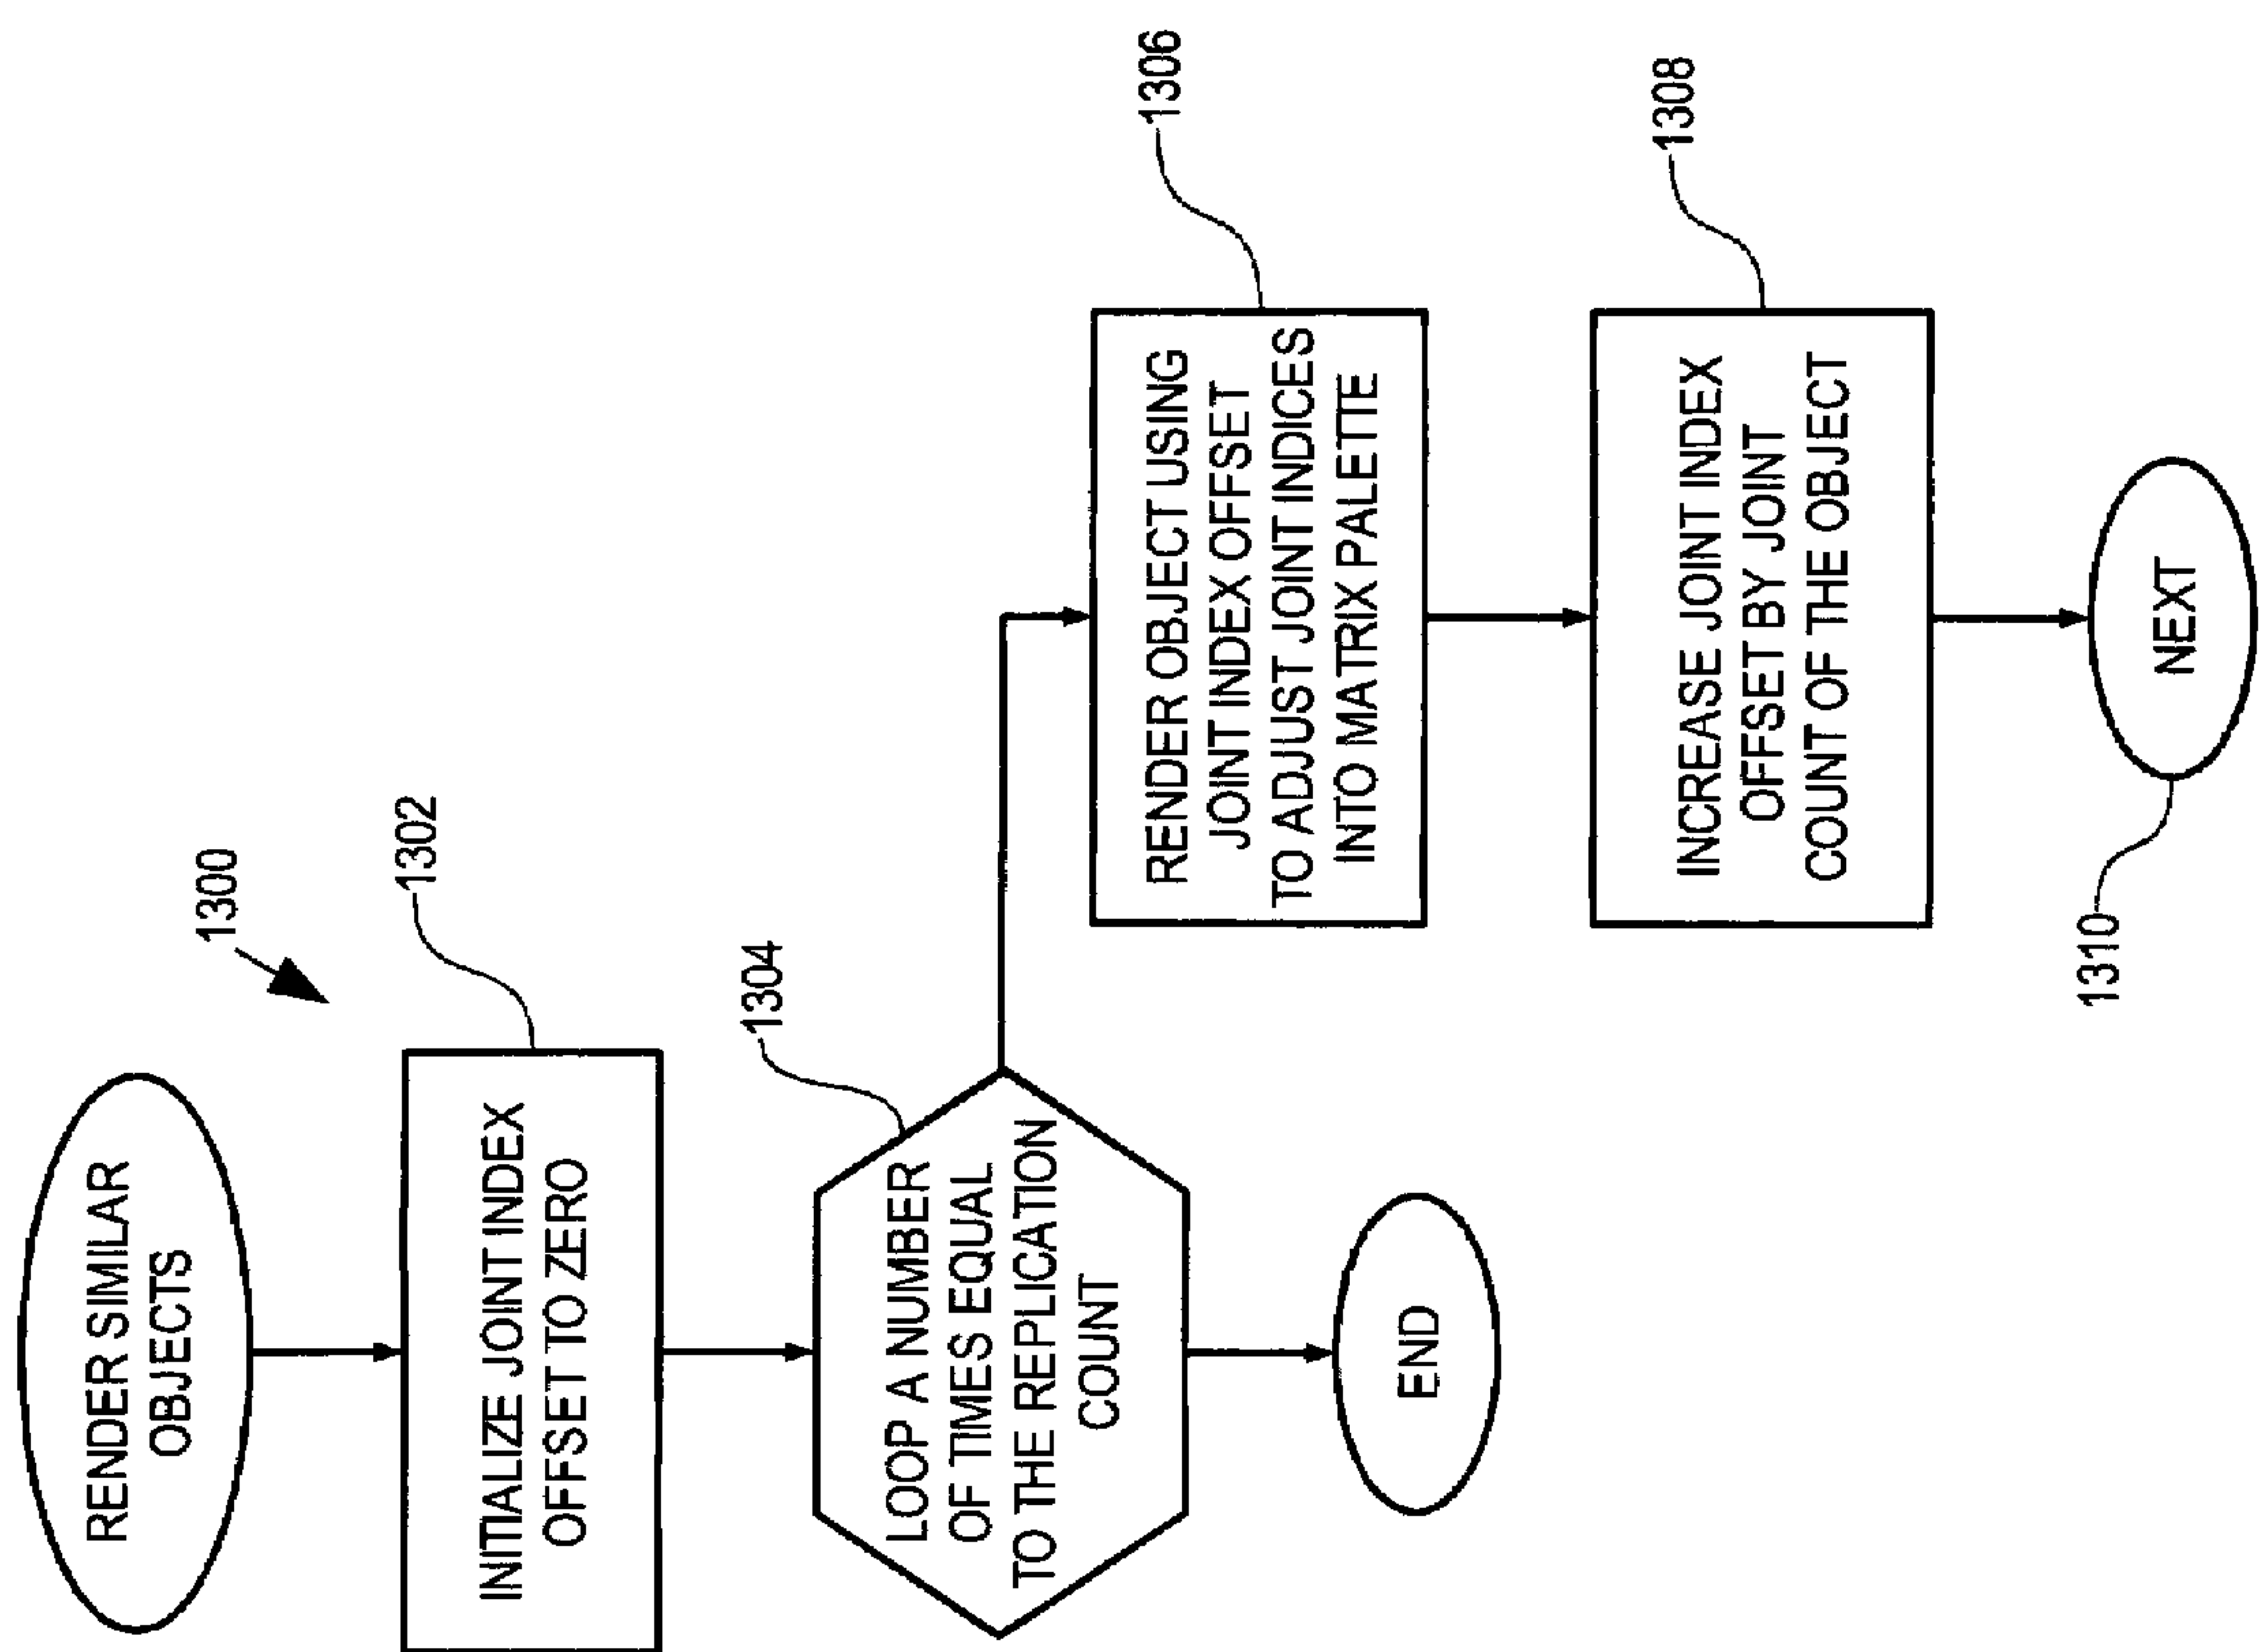 1300
RENDER SIMILAR
OBJECTS
1302
INITIALIZE JOINT INDEX
OFFSET TO ZERO
1304
LOOP A NUMBER
OF TIMES EQUAL
TO THE REPLICATION
COUNT
END
1306
RENDER OBJECT USING
JOINT INDEX OFFSET
TO ADJUST JOINT INDICES
INTO MATRIX PALETTE
1308
INCREASE JOINT INDEX
OFFSET BY JOINT
COUNT OF THE OBJECT
1310
NEXT